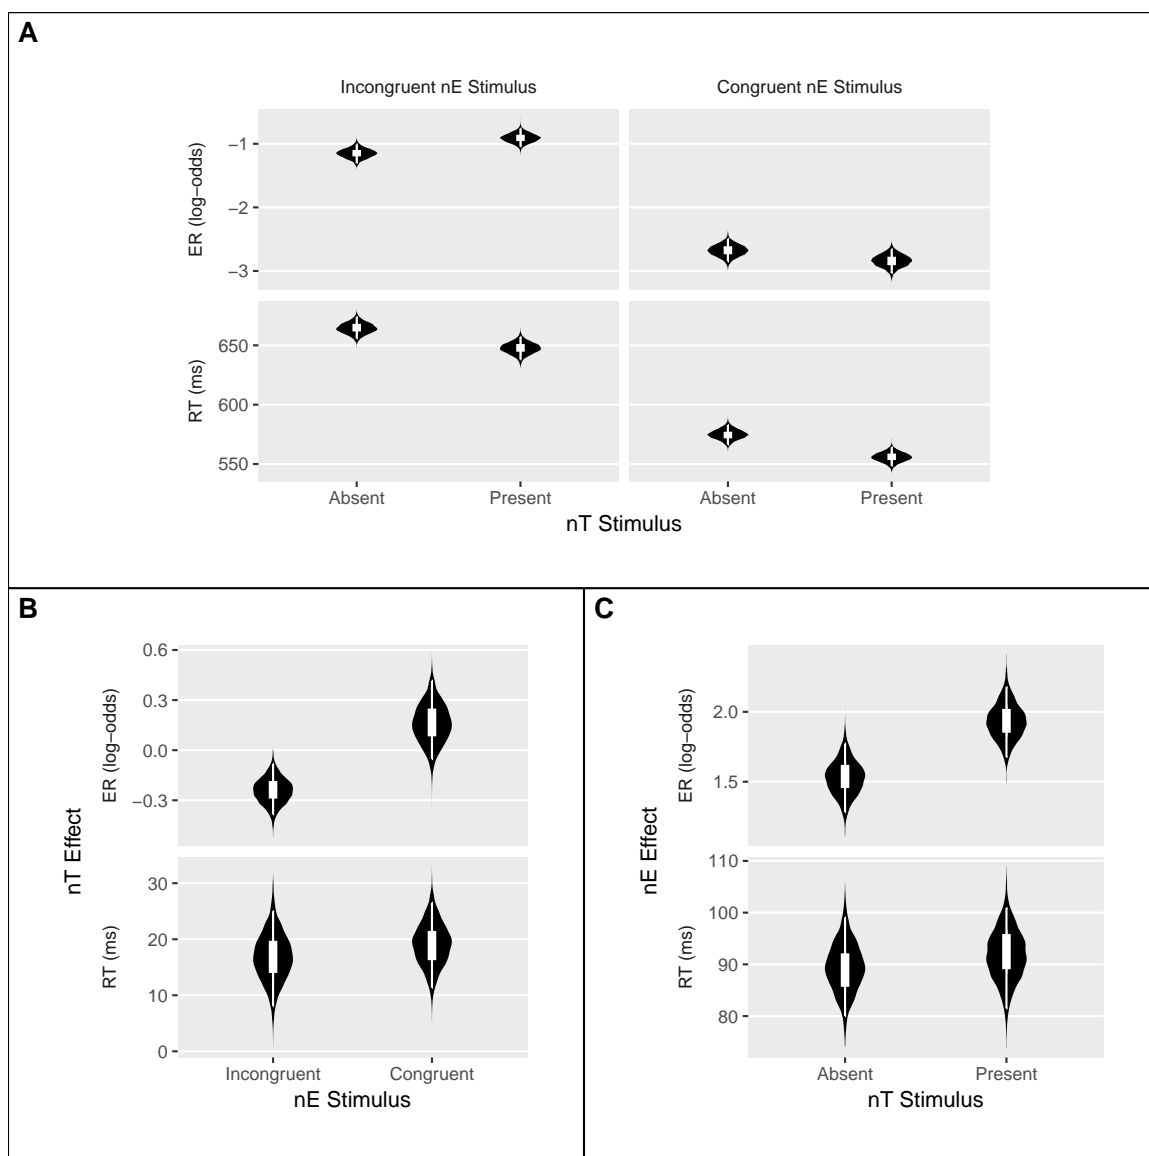 A
Incongruent nE Stimulus
Congruent nE Stimulus
ER (log−odds)
−1
−2
−3
RT (ms)
650
600
550
Absent
Present
Absent
Present
nT Stimulus
B
nT Effect
ER (log−odds)
0.6
0.3
0.0
−0.3
RT (ms)
30
20
10
0
Incongruent
Congruent
nE Stimulus
C
nE Effect
ER (log−odds)
2.0
1.5
RT (ms)
110
100
90
80
Absent
Present
nT Stimulus